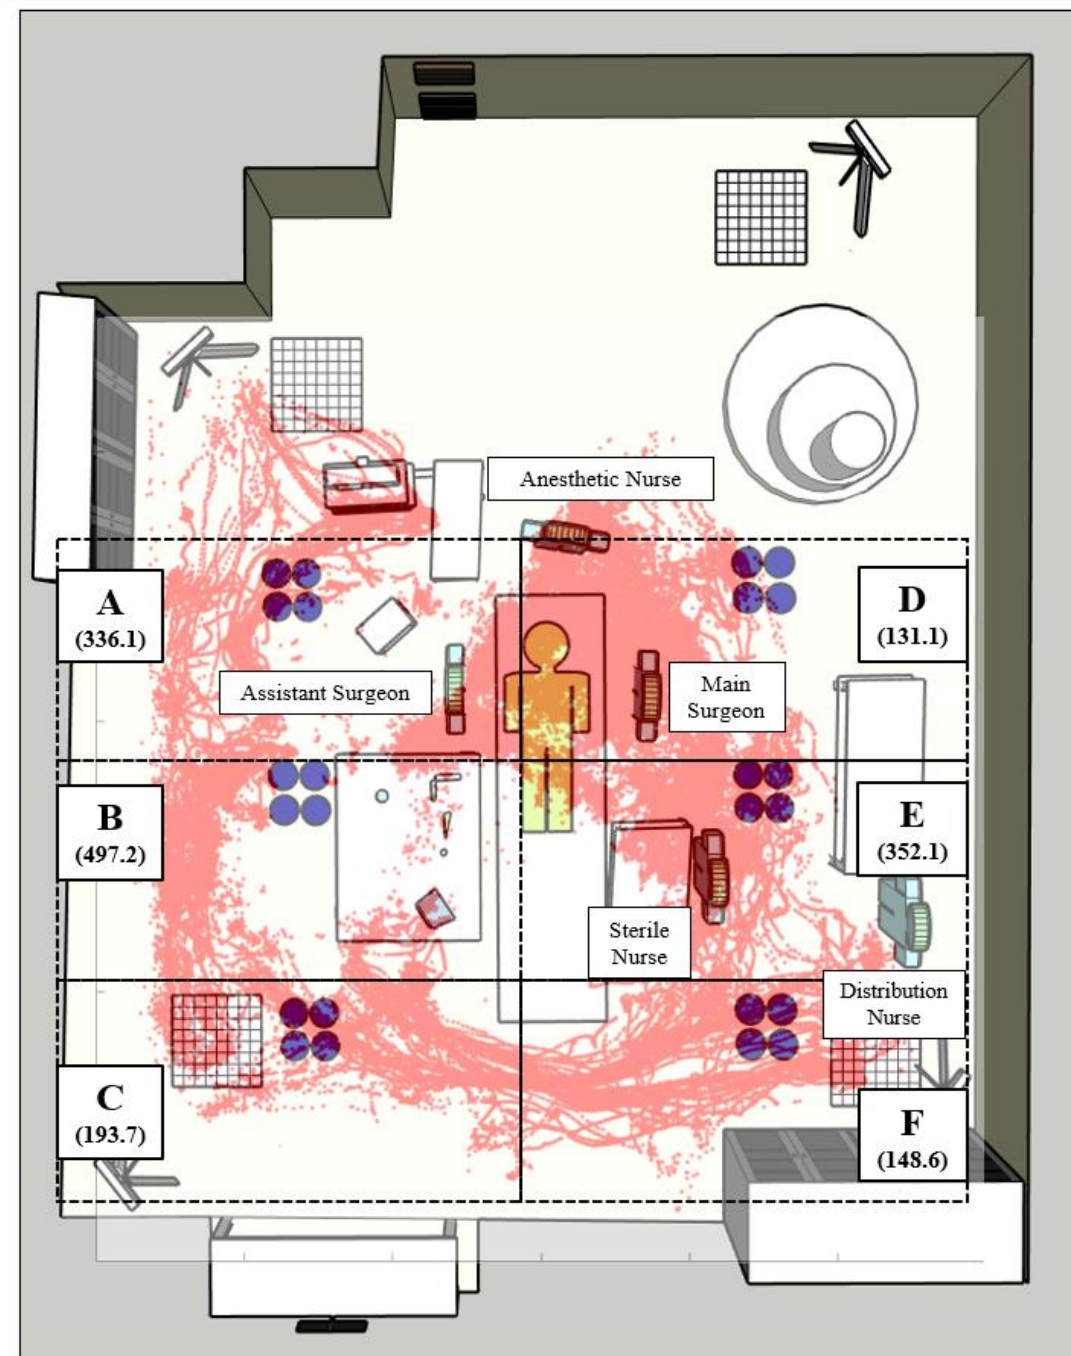 Anesthetic Nurse
A
(336.1)
D
(131.1)
Assistant Surgeon
Main
Surgeon
B
(497.2)
E
(352.1)
Sterile
Nurse
Distribution
Nurse
C
(193.7)
F
(148.6)